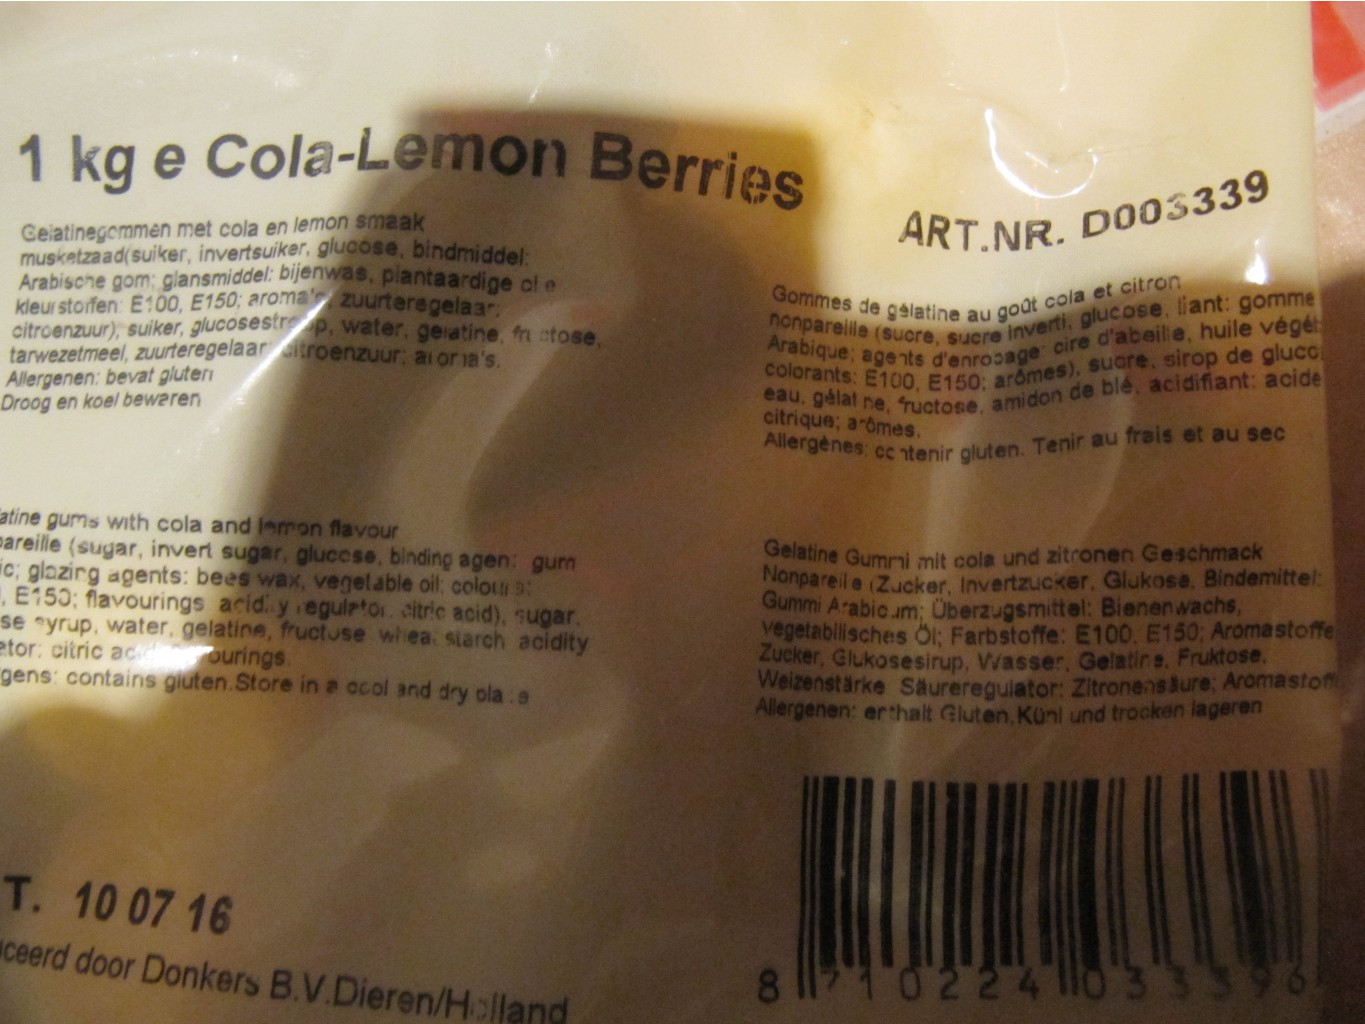 1 kg e Cola-Lemon Berries
ART.NR. D003339
Gelatinegommen met cola en lemon smaak
musketzaad(suiker, invertsuiker, glucose, bindmiddel:
Arabische gom; glansmiddel: bijenwas, plantaardige olie
kleurstoffen: E100, E150; aroma's; zuurteregelaar:
citroenzuur), suiker, glucosestroop, water, gelatine, fructose,
tarwezetmeel, zuurteregelaar: citroenzuur; aroma's.
Allergenen: bevat gluten
Droog en koel bewaren
Gommes de gélatine au goût cola et citron
nonpareille (sucre, sucre inverti, glucose, liant: gomme
Arabique; agents d'enrobage: cire d'abeille, huile végét
colorants: E100, E150; arômes), sucre, sirop de gluco
eau, gélatine, fructose, amidon de blé, acidifiant: acide
citrique; arômes.
Allergènes: contenir gluten. Tenir au frais et au sec
atine gums with cola and lemon flavour
pareille (sugar, invert sugar, glucose, binding agent: gum
ic; glazing agents: bees wax, vegetable oil; colours:
, E150; flavourings acidity regulator: citric acid), sugar,
se syrup, water, gelatine, fructose wheat starch acidity
ator: citric acid ourings.
gens: contains gluten.Store in a cool and dry place
Gelatine Gummi mit cola und zitronen Geschmack
Nonpareille (Zucker, Invertzucker, Glukose, Bindemittel:
Gummi Arabicum; Überzugsmittel: Bienenwachs,
vegetabilisches Öl; Farbstoffe: E100, E150; Aromastoffe
Zucker, Glukosesirup, Wasser, Gelatine, Fruktose,
Weizenstärke Säureregulator: Zitronensäure; Aromastoff
Allergenen: enthalt Gluten.Kühl und trocken lageren
T. 10 07 16
ceerd door Donkers B.V.Dieren/Holland
8 710224 033396